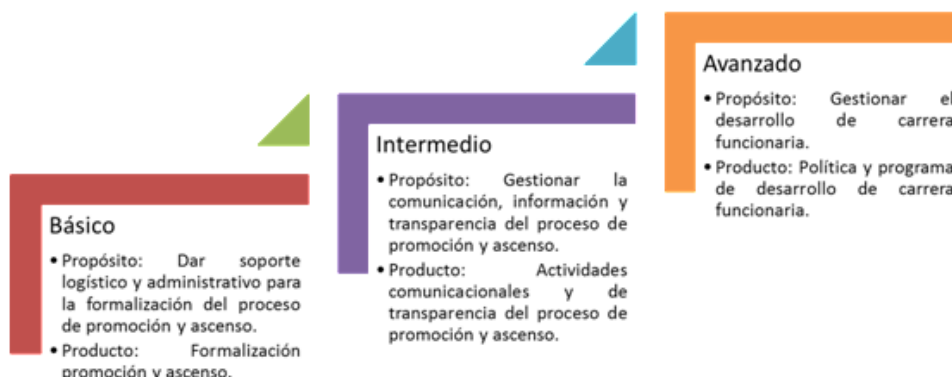 Básico
• Propósito: Dar soporte
logístico y administrativo para
la formalización del proceso
de promoción y ascenso.
• Producto: Formalización
promoción y ascenso.
Intermedio
• Propósito: Gestionar la
comunicación, información y
transparencia del proceso de
promoción y ascenso.
• Producto: Actividades
comunicacionales y de
transparencia del proceso de
promoción y ascenso.
Avanzado
• Propósito: Gestionar el
desarrollo de carrera
funcionaria.
• Producto: Política y programa
de desarrollo de carrera
funcionaria.